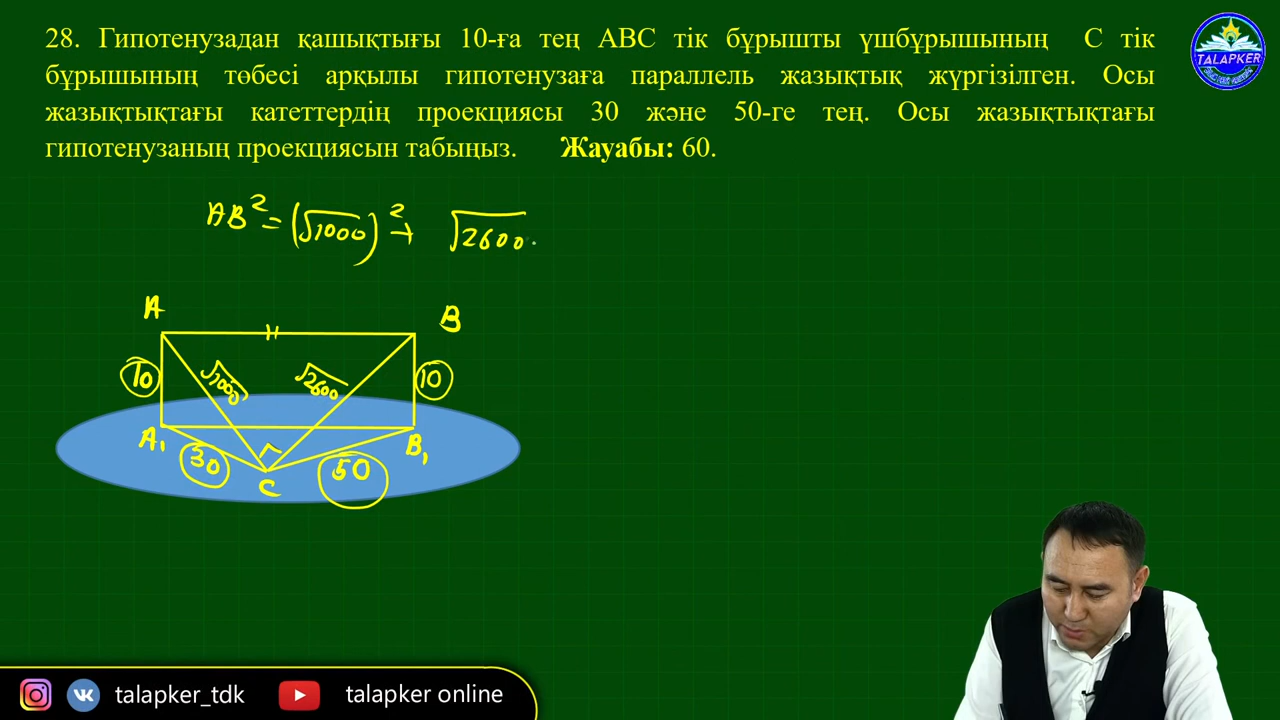 28. Гипотенузадан қашықтығы 10-ға тең АВС тік бұрышты үшбұрышының С тік
бұрышының төбесі арқылы гипотенузаға параллель жазықтық жүргізілген. Осы
жазықтықтағы катеттердің проекциясы 30 және 50-ге тең. Осы жазықтықтағы
гипотенузаның проекциясын табыңыз. Жауабы: 60.
TALAPKER
AB² = (√1000)² + √2600
A
B
10
√1000
√2600
10
A₁
B₁
30
50
C
talapker_tdk
talapker online